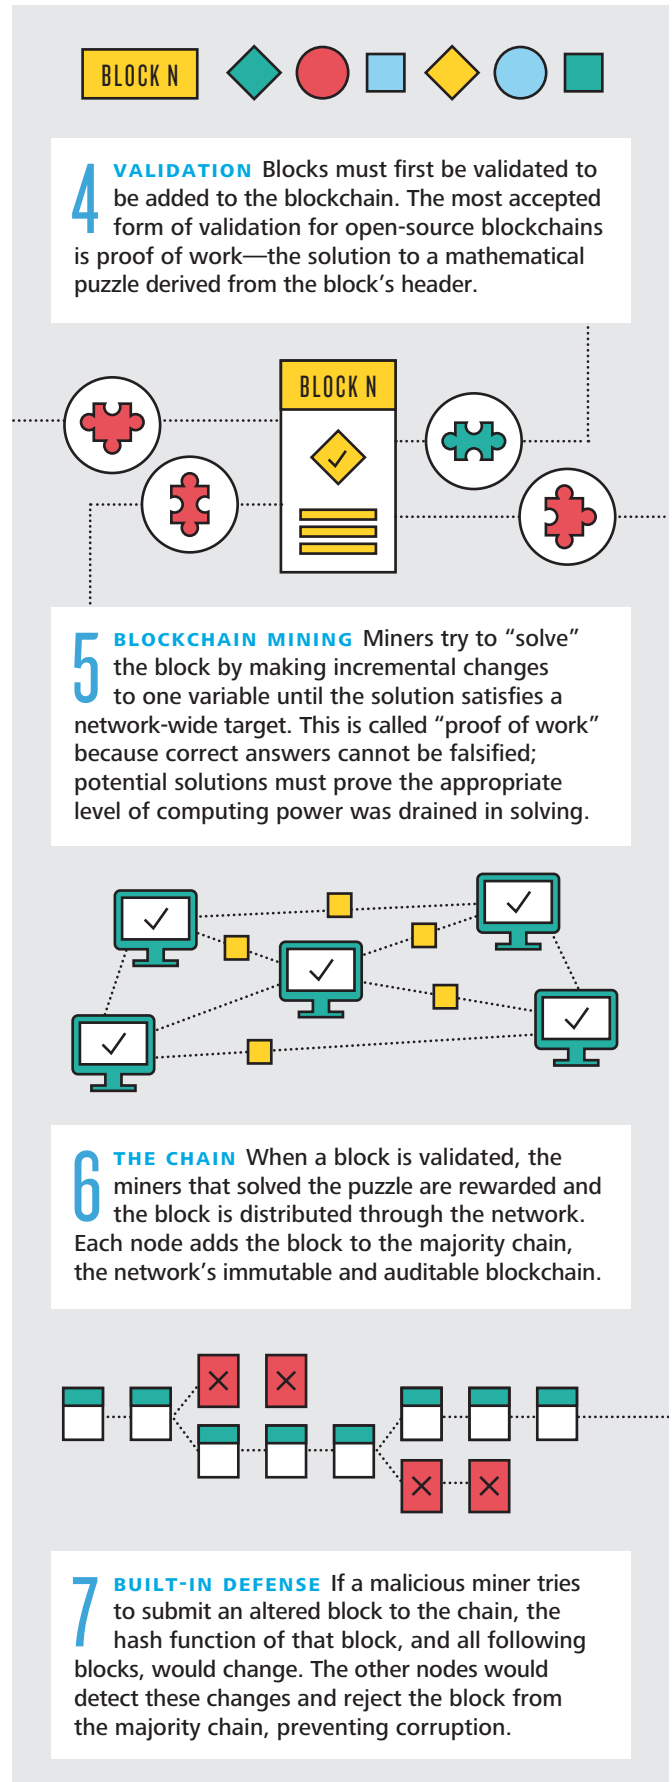 BLOCK N
4 VALIDATION Blocks must first be validated to
be added to the blockchain. The most accepted
form of validation for open-source blockchains
is proof of work—the solution to a mathematical
puzzle derived from the block’s header.
BLOCK N
5 BLOCKCHAIN MINING Miners try to “solve”
the block by making incremental changes
to one variable until the solution satisfies a
network-wide target. This is called “proof of work”
because correct answers cannot be falsified;
potential solutions must prove the appropriate
level of computing power was drained in solving.
6 THE CHAIN When a block is validated, the
miners that solved the puzzle are rewarded and
the block is distributed through the network.
Each node adds the block to the majority chain,
the network’s immutable and auditable blockchain.
7 BUILT-IN DEFENSE If a malicious miner tries
to submit an altered block to the chain, the
hash function of that block, and all following
blocks, would change. The other nodes would
detect these changes and reject the block from
the majority chain, preventing corruption.